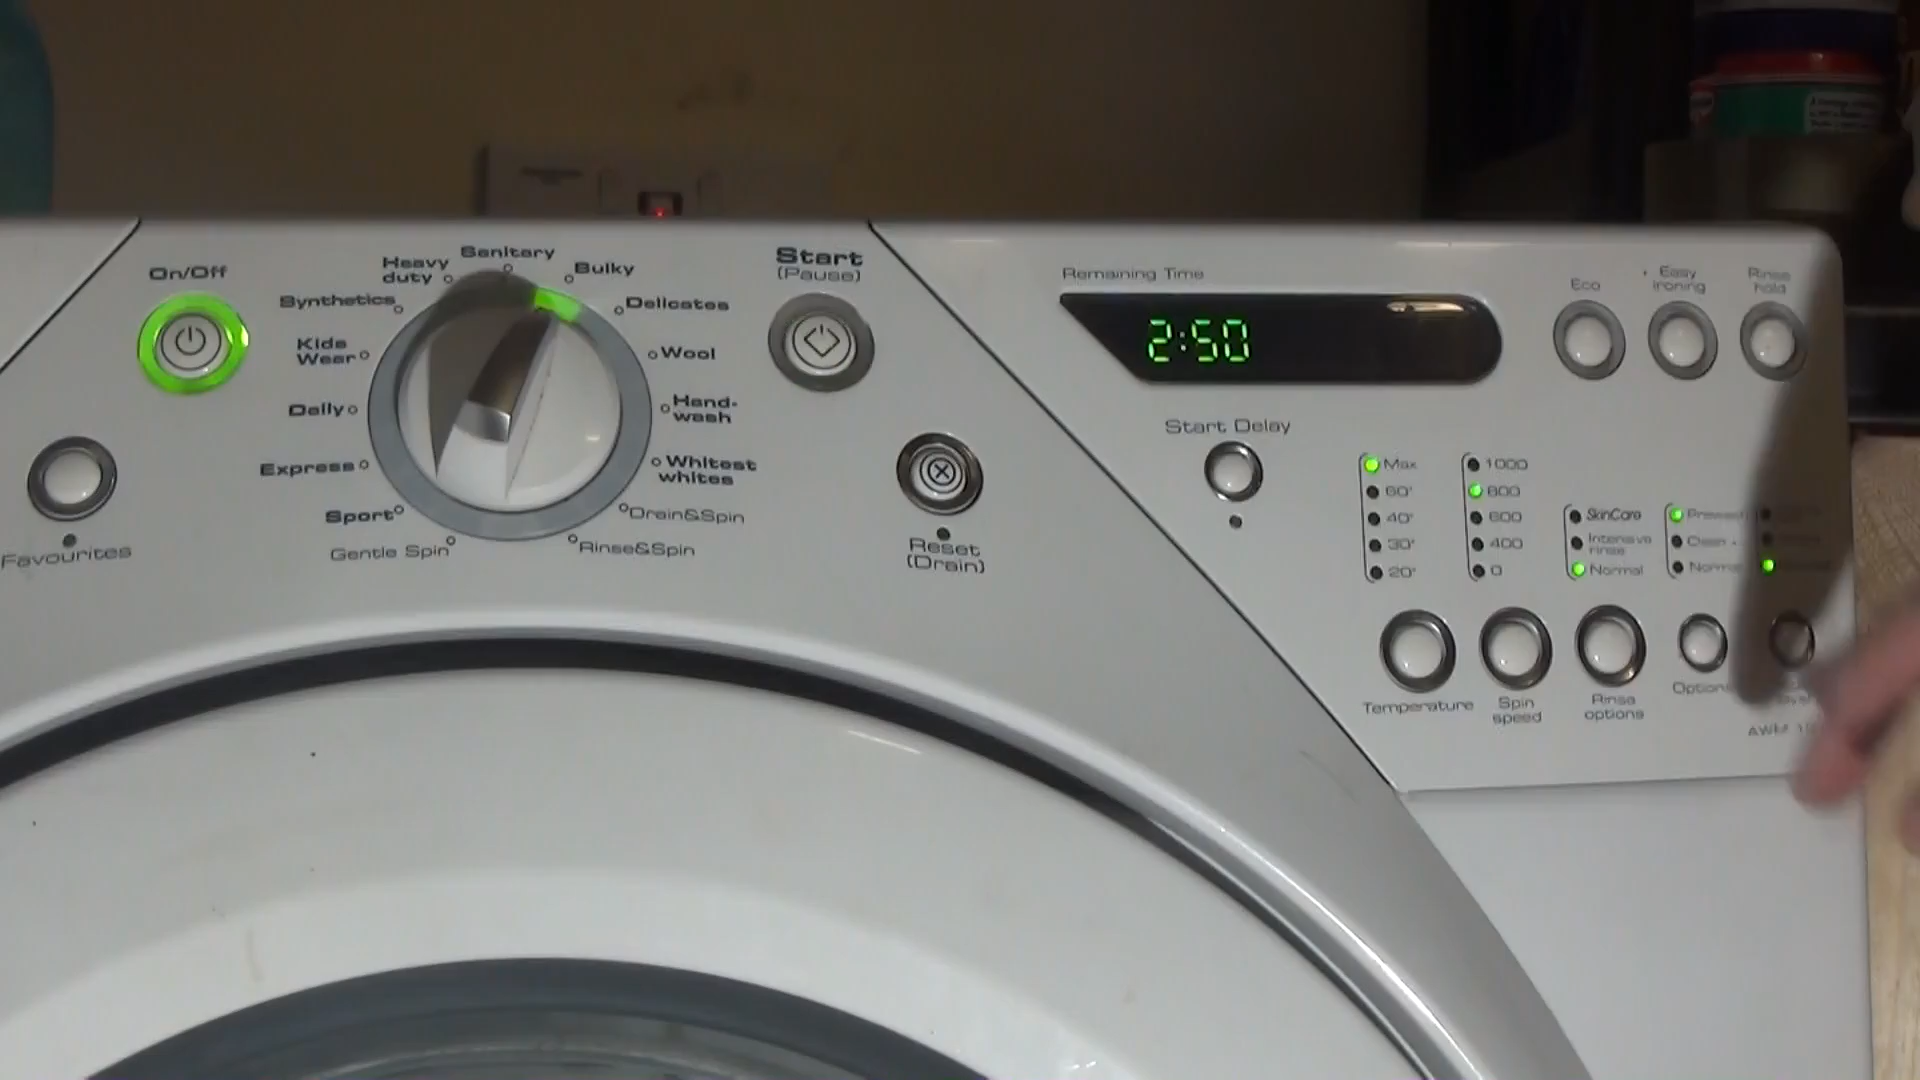 On/Off
Favourites
Heavy
duty
Sanitary
Bulky
Synthetics
Delicates
Kids
Wear
Wool
Daily
Hand-
wash
Express
Whitest
whites
Sport
Drain&Spin
Gentle Spin
Rinse&Spin
Start
(Pause)
Reset
(Drain)
Remaining Time
2:50
Eco
Easy
ironing
Rinse
hold
Start Delay
Max
60°
40°
30°
20°
1000
800
600
400
0
SkinCare
Intensive
rinse
Normal
Temperature
Spin
speed
Rinse
options